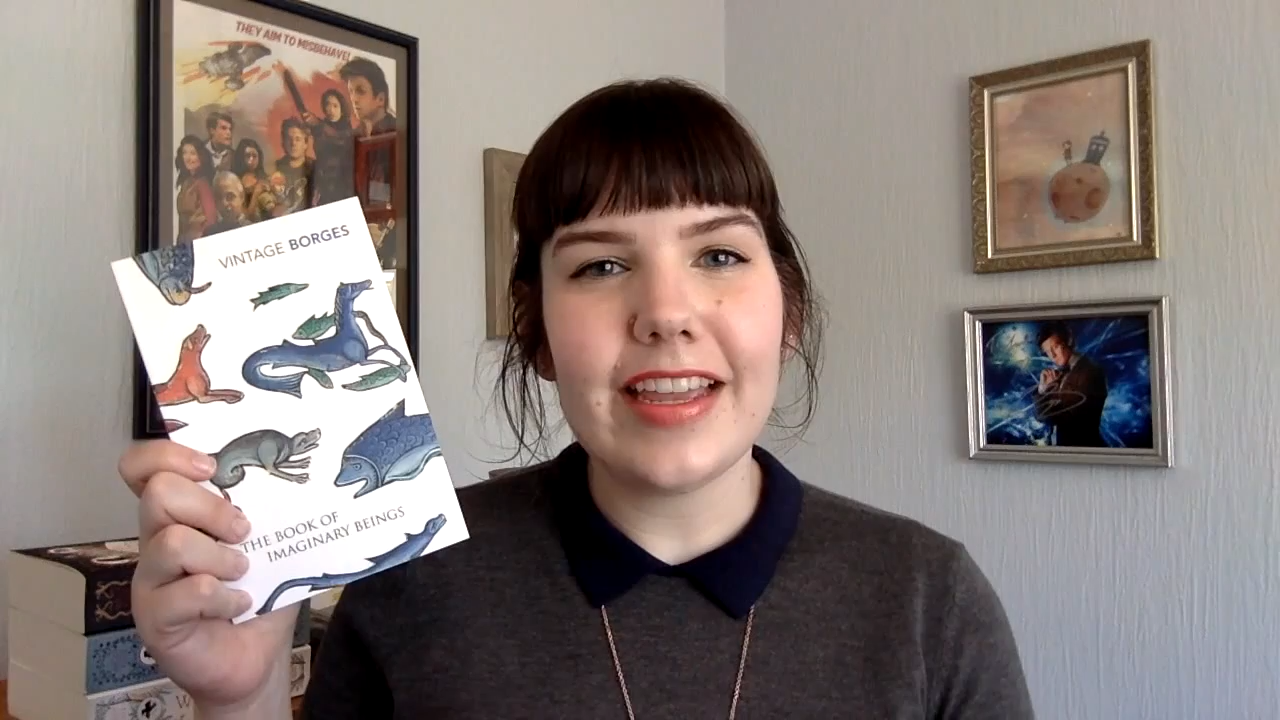 THEY AIM TO MISBEHAVE!
VINTAGE BORGES
THE BOOK OF
IMAGINARY BEINGS